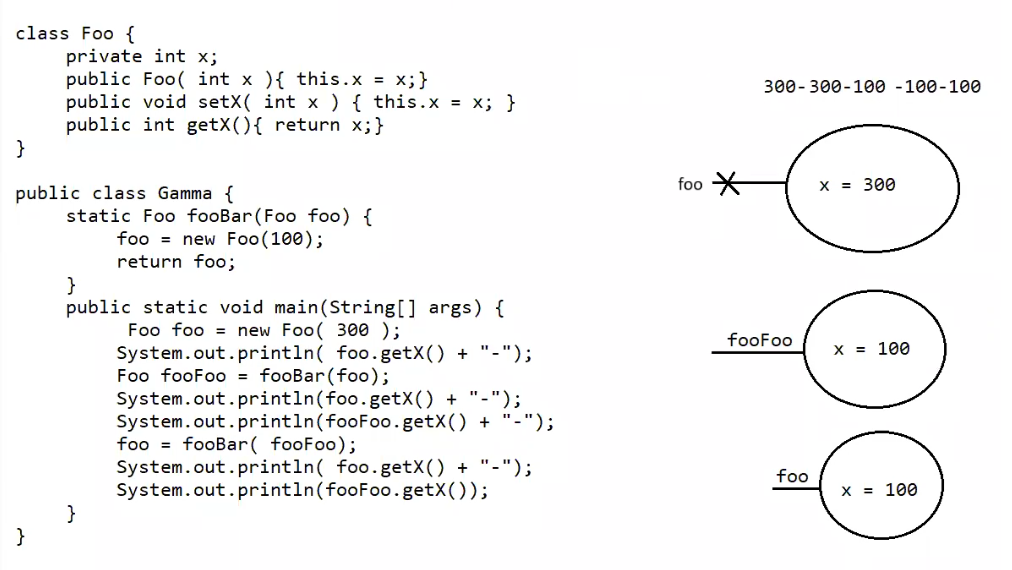 class Foo {
private int x;
public Foo( int x ){ this.x = x;}
public void setX( int x ) { this.x = x; }
public int getX(){ return x;}
}
public class Gamma {
static Foo fooBar(Foo foo) {
foo = new Foo(100);
return foo;
}
public static void main(String[] args) {
Foo foo = new Foo( 300 );
System.out.println( foo.getX() + "-");
Foo fooFoo = fooBar(foo);
System.out.println(foo.getX() + "-");
System.out.println(fooFoo.getX() + "-");
foo = fooBar( fooFoo);
System.out.println( foo.getX() + "-");
System.out.println(fooFoo.getX());
}
}
300-300-100 -100-100
foo
x = 300
fooFoo
x = 100
foo
x = 100